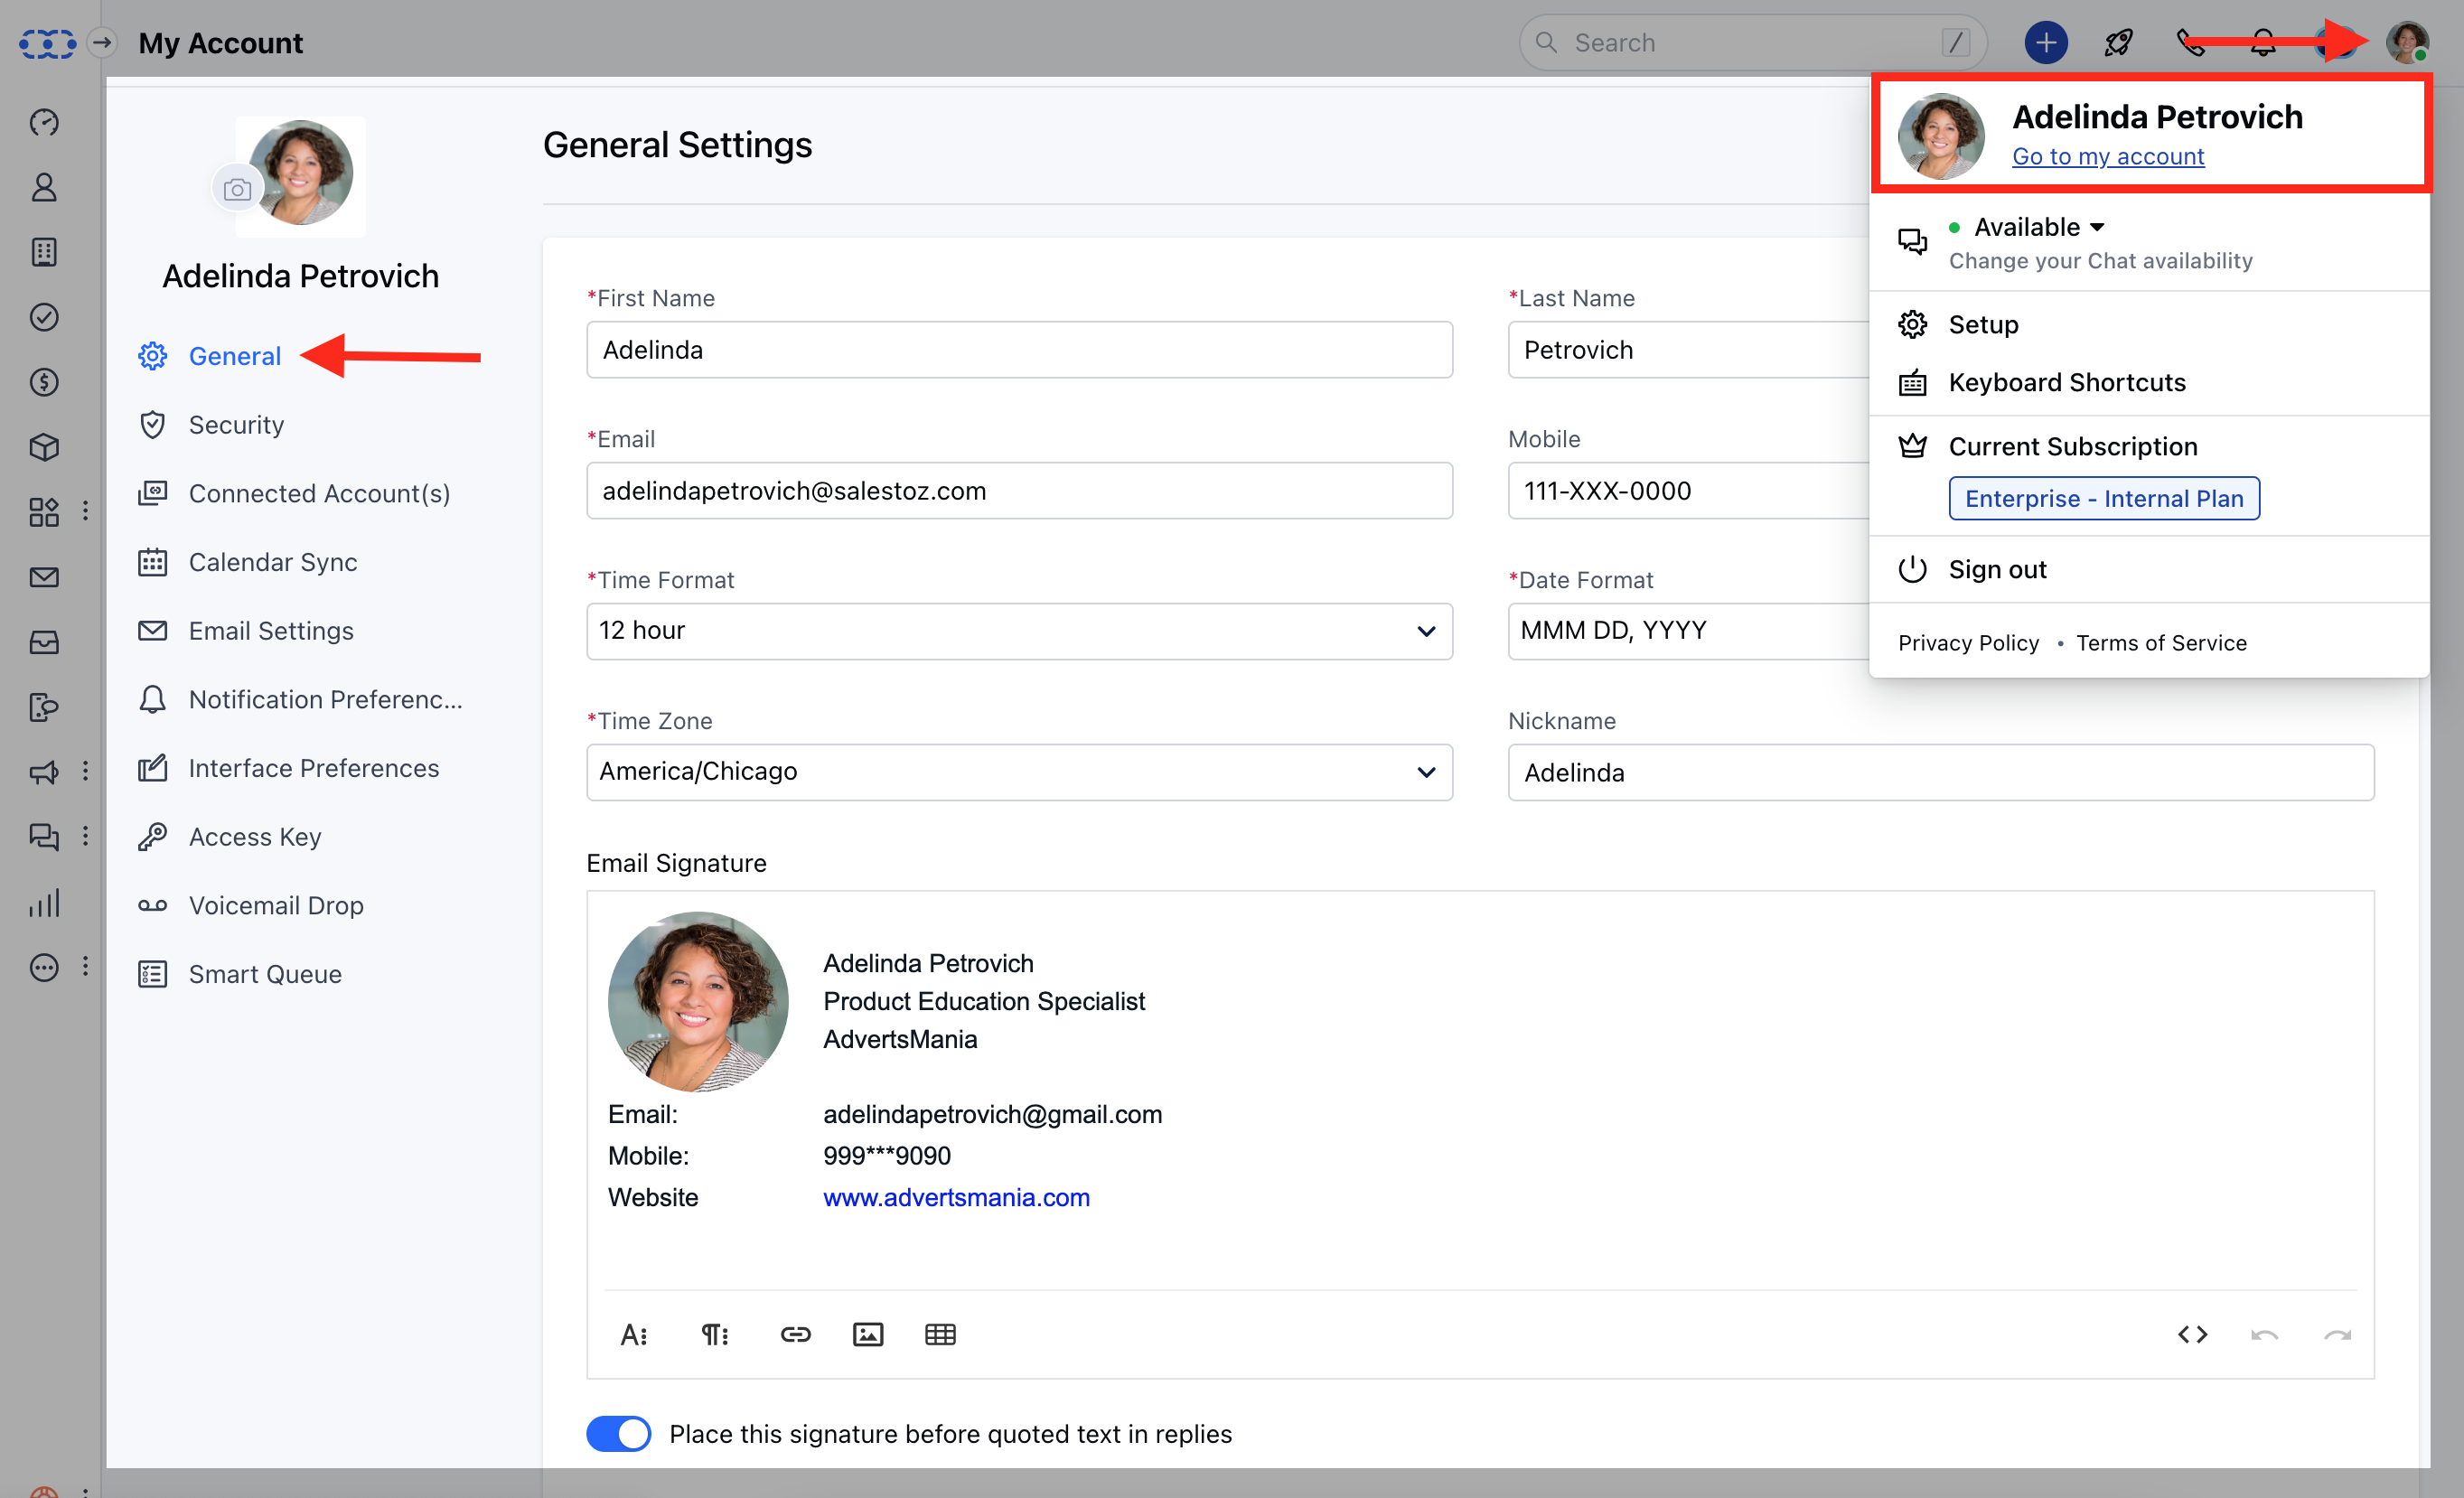 My Account
Search
/
Adelinda Petrovich
Go to my account
Available
Change your Chat availability
Setup
Keyboard Shortcuts
Current Subscription
Enterprise - Internal Plan
Sign out
Privacy Policy • Terms of Service
Adelinda Petrovich
General
Security
Connected Account(s)
Calendar Sync
Email Settings
Notification Preferenc...
Interface Preferences
Access Key
Voicemail Drop
Smart Queue
General Settings
*First Name
Adelinda
*Last Name
Petrovich
*Email
adelindapetrovich@salestoz.com
Mobile
111-XXX-0000
*Time Format
12 hour
*Date Format
MMM DD, YYYY
*Time Zone
America/Chicago
Nickname
Adelinda
Email Signature
Adelinda Petrovich
Product Education Specialist
AdvertsMania
Email: adelindapetrovich@gmail.com
Mobile: 999***9090
Website www.advertsmania.com
Place this signature before quoted text in replies